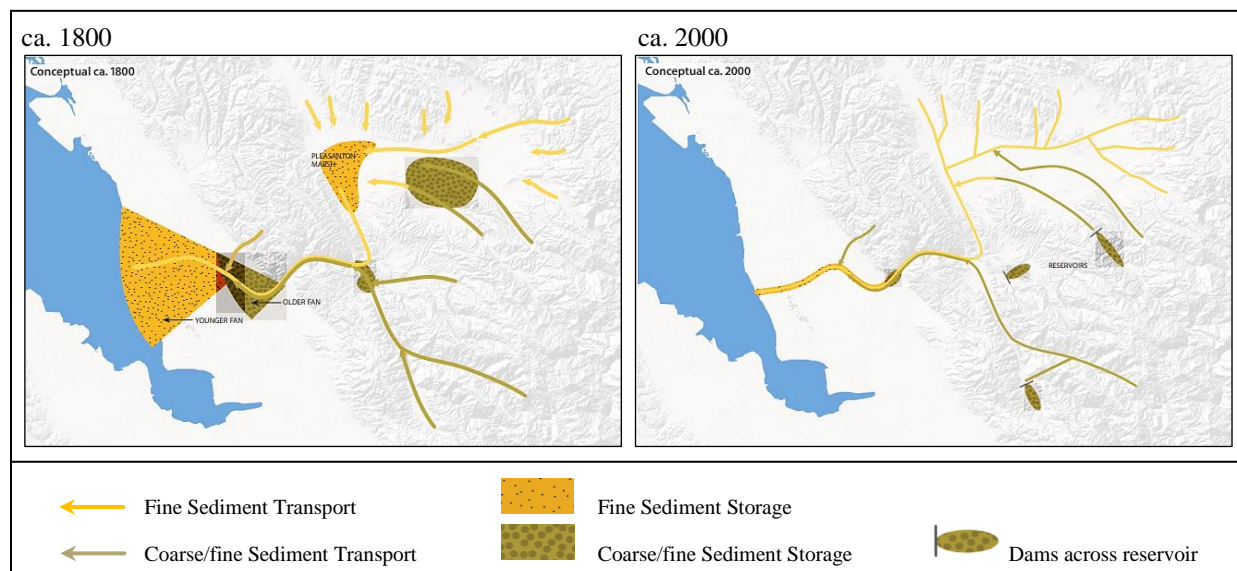 ca. 1800
ca. 2000
Conceptual ca. 1800
PLEASANTON
MARSH
OLDER FAN
YOUNGER FAN
Conceptual ca. 2000
RESERVOIRS
Fine Sediment Transport
Fine Sediment Storage
Coarse/fine Sediment Transport
Coarse/fine Sediment Storage
Dams across reservoir